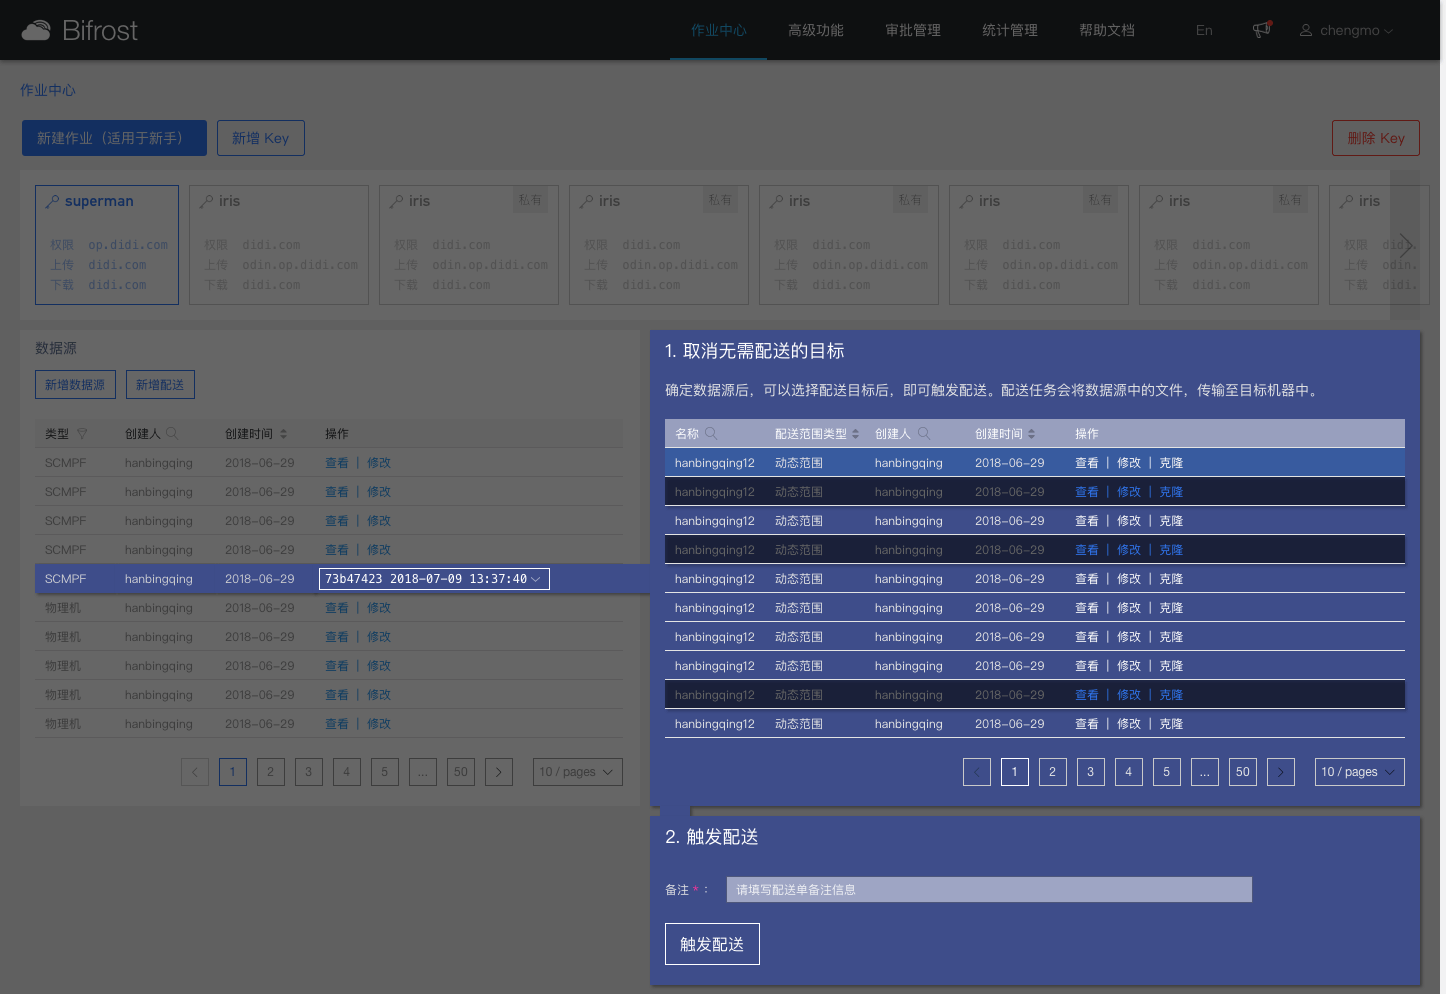 Bifrost
作业中心 高级功能 审批管理 统计管理 帮助文档 En chengmo
作业中心
新建作业（适用于新手） 新增 Key 删除 Key
superman iris iris 私有 iris 私有 iris 私有 iris 私有 iris 私有 iris
权限 op.didi.com 权限 didi.com 权限 didi.com 权限 didi.com 权限 didi.com 权限 didi.com 权限 didi.com 权限 didi.
上传 didi.com 上传 odin.op.didi.com 上传 odin.op.didi.com 上传 odin.op.didi.com 上传 odin.op.didi.com 上传 odin.op.didi.com 上传 odin.op.didi.com 上传 odin.
下载 didi.com 下载 didi.com 下载 didi.com 下载 didi.com 下载 didi.com 下载 didi.com 下载 didi.com 下载 didi.
数据源
新增数据源 新增配送
类型 创建人 创建时间 操作
SCMPF hanbingqing 2018-06-29 查看 | 修改
SCMPF hanbingqing 2018-06-29 查看 | 修改
SCMPF hanbingqing 2018-06-29 查看 | 修改
SCMPF hanbingqing 2018-06-29 查看 | 修改
SCMPF hanbingqing 2018-06-29 73b47423 2018-07-09 13:37:40
物理机 hanbingqing 2018-06-29 查看 | 修改
物理机 hanbingqing 2018-06-29 查看 | 修改
物理机 hanbingqing 2018-06-29 查看 | 修改
物理机 hanbingqing 2018-06-29 查看 | 修改
物理机 hanbingqing 2018-06-29 查看 | 修改
< 1 2 3 4 5 ... 50 > 10 / pages
1. 取消无需配送的目标
确定数据源后，可以选择配送目标后，即可触发配送。配送任务会将数据源中的文件，传输至目标机器中。
名称 配送范围类型 创建人 创建时间 操作
hanbingqing12 动态范围 hanbingqing 2018-06-29 查看 | 修改 | 克隆
hanbingqing12 动态范围 hanbingqing 2018-06-29 查看 | 修改 | 克隆
hanbingqing12 动态范围 hanbingqing 2018-06-29 查看 | 修改 | 克隆
hanbingqing12 动态范围 hanbingqing 2018-06-29 查看 | 修改 | 克隆
hanbingqing12 动态范围 hanbingqing 2018-06-29 查看 | 修改 | 克隆
hanbingqing12 动态范围 hanbingqing 2018-06-29 查看 | 修改 | 克隆
hanbingqing12 动态范围 hanbingqing 2018-06-29 查看 | 修改 | 克隆
hanbingqing12 动态范围 hanbingqing 2018-06-29 查看 | 修改 | 克隆
hanbingqing12 动态范围 hanbingqing 2018-06-29 查看 | 修改 | 克隆
hanbingqing12 动态范围 hanbingqing 2018-06-29 查看 | 修改 | 克隆
< 1 2 3 4 5 ... 50 > 10 / pages
2. 触发配送
备注 * ： 请填写配送单备注信息
触发配送